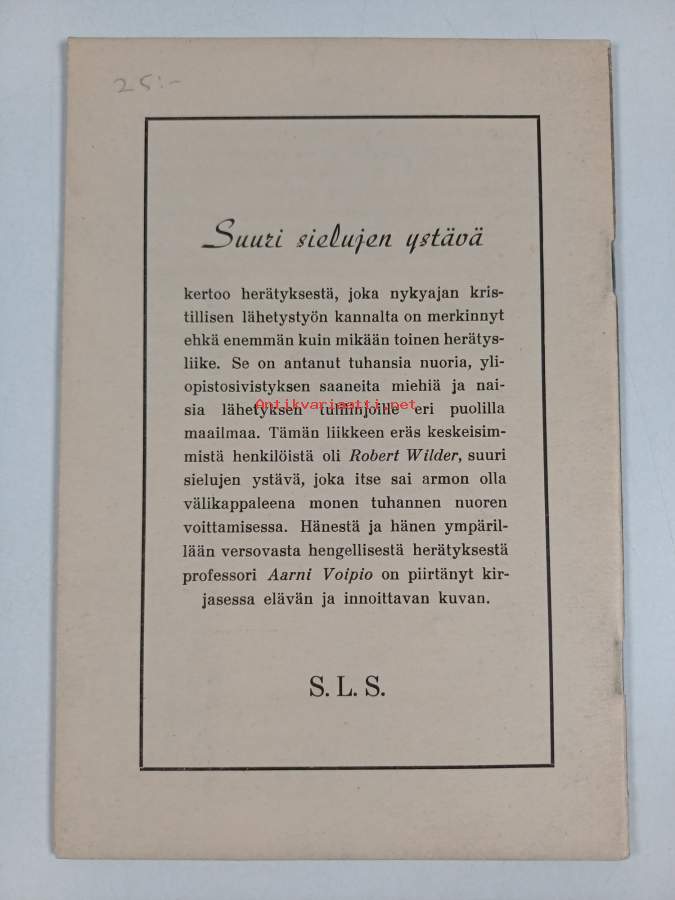 25:-
Suuri sielujen ystävä
kertoo herätyksestä, joka nykyajan kris-
tillisen lähetystyön kannalta on merkinnyt
ehkä enemmän kuin mikään toinen herätys-
liike. Se on antanut tuhansia nuoria, yli-
opistosivistyksen saaneita miehiä ja nai-
sia lähetyksen tulilinjoille eri puolilla
Antikvariaatti.net
maailmaa. Tämän liikkeen eräs keskeisim-
mistä henkilöistä oli Robert Wilder, suuri
sielujen ystävä, joka itse sai armon olla
välikappaleena monen tuhannen nuoren
voittamisessa. Hänestä ja hänen ympäril-
lään versovasta hengellisestä herätyksestä
professori Aarni Voipio on piirtänyt kir-
jasessa elävän ja innoittavan kuvan.
S. L. S.